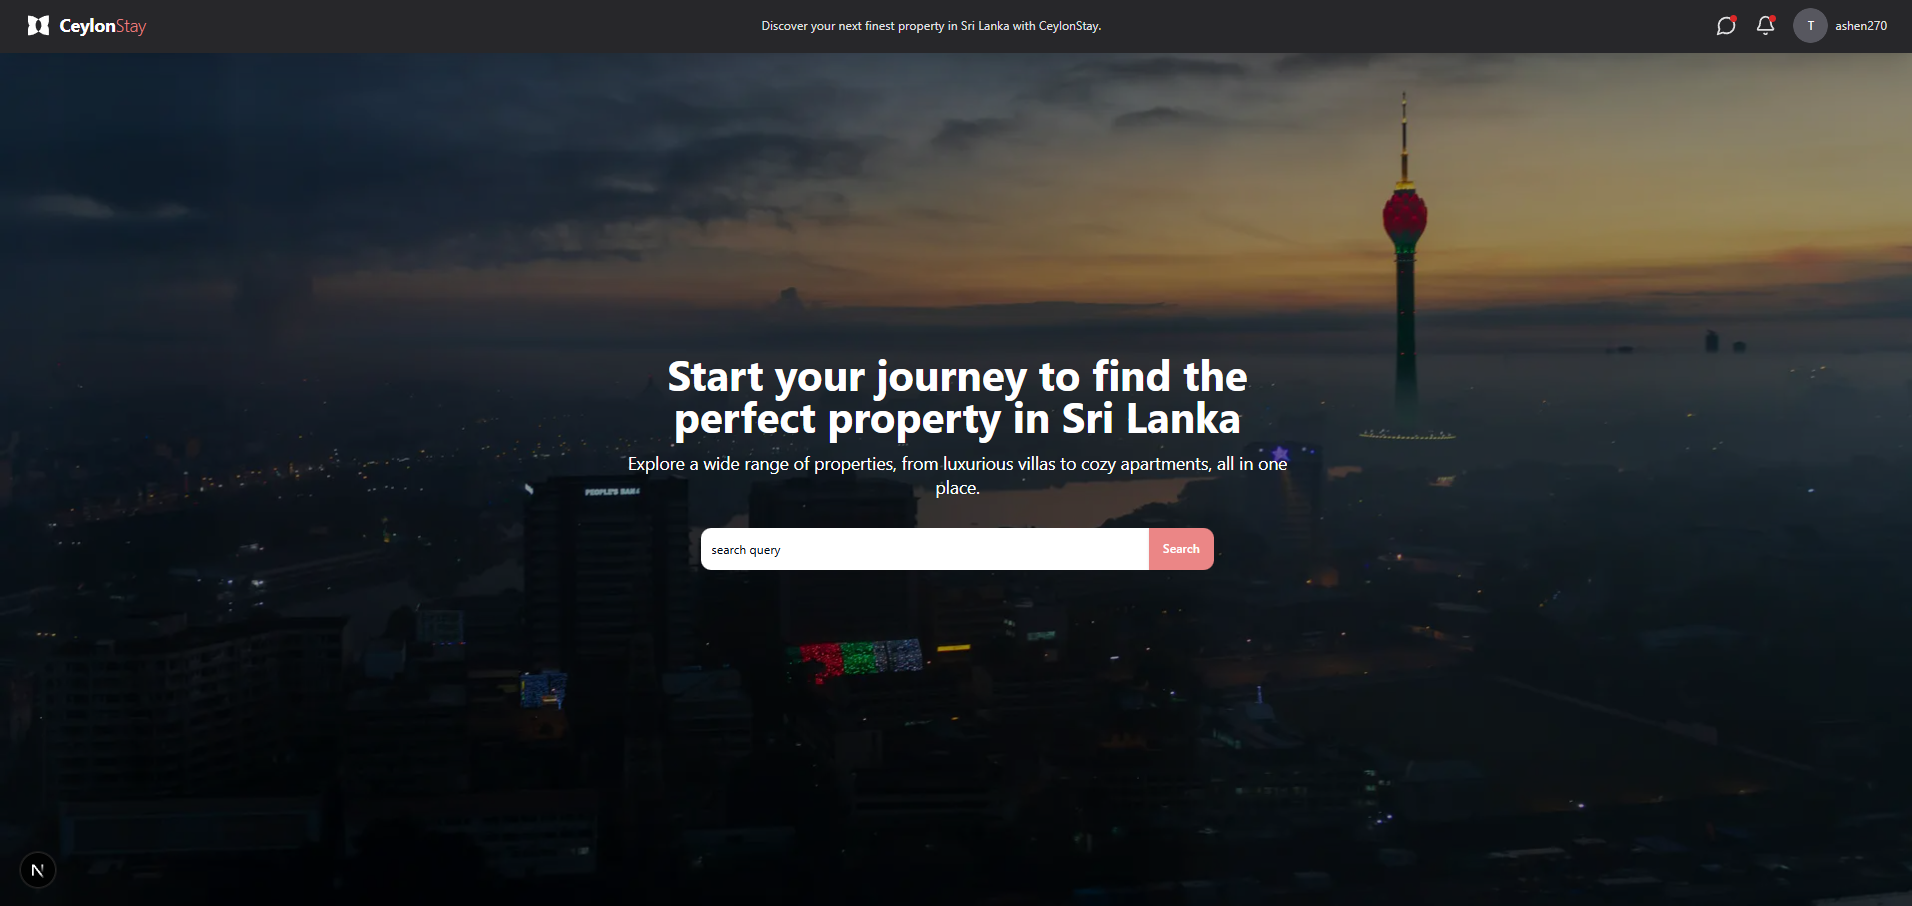 CeylonStay
Discover your next finest property in Sri Lanka with CeylonStay.
T
ashen270
Start your journey to find the
perfect property in Sri Lanka
Explore a wide range of properties, from luxurious villas to cozy apartments, all in one
place.
PEOPLE'S BANK
search query
Search
N